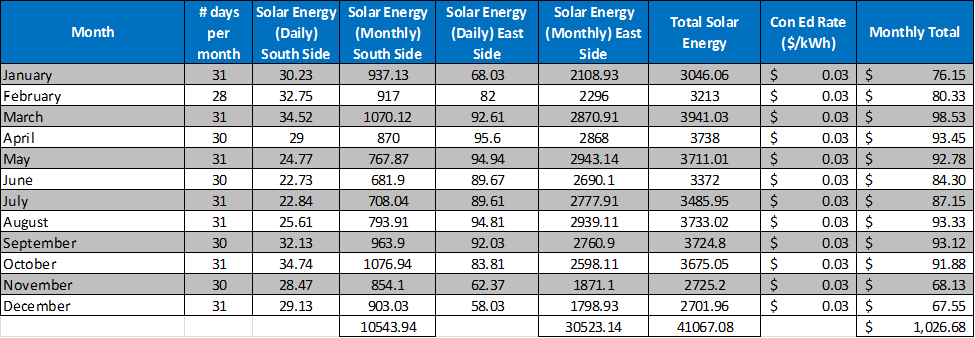 Month # days per month Solar Energy (Daily) South Side Solar Energy (Monthly) South Side Solar Energy (Daily) East Side Solar Energy (Monthly) East Side Total Solar Energy Con Ed Rate ($/kWh) Monthly Total
January 31 30.23 937.13 68.03 2108.93 3046.06 $ 0.03 $ 76.15
February 28 32.75 917 82 2296 3213 $ 0.03 $ 80.33
March 31 34.52 1070.12 92.61 2870.91 3941.03 $ 0.03 $ 98.53
April 30 29 870 95.6 2868 3738 $ 0.03 $ 93.45
May 31 24.77 767.87 94.94 2943.14 3711.01 $ 0.03 $ 92.78
June 30 22.73 681.9 89.67 2690.1 3372 $ 0.03 $ 84.30
July 31 22.84 708.04 89.61 2777.91 3485.95 $ 0.03 $ 87.15
August 31 25.61 793.91 94.81 2939.11 3733.02 $ 0.03 $ 93.33
September 30 32.13 963.9 92.03 2760.9 3724.8 $ 0.03 $ 93.12
October 31 34.74 1076.94 83.81 2598.11 3675.05 $ 0.03 $ 91.88
November 30 28.47 854.1 62.37 1871.1 2725.2 $ 0.03 $ 68.13
December 31 29.13 903.03 58.03 1798.93 2701.96 $ 0.03 $ 67.55
10543.94 30523.14 41067.08 $ 1,026.68